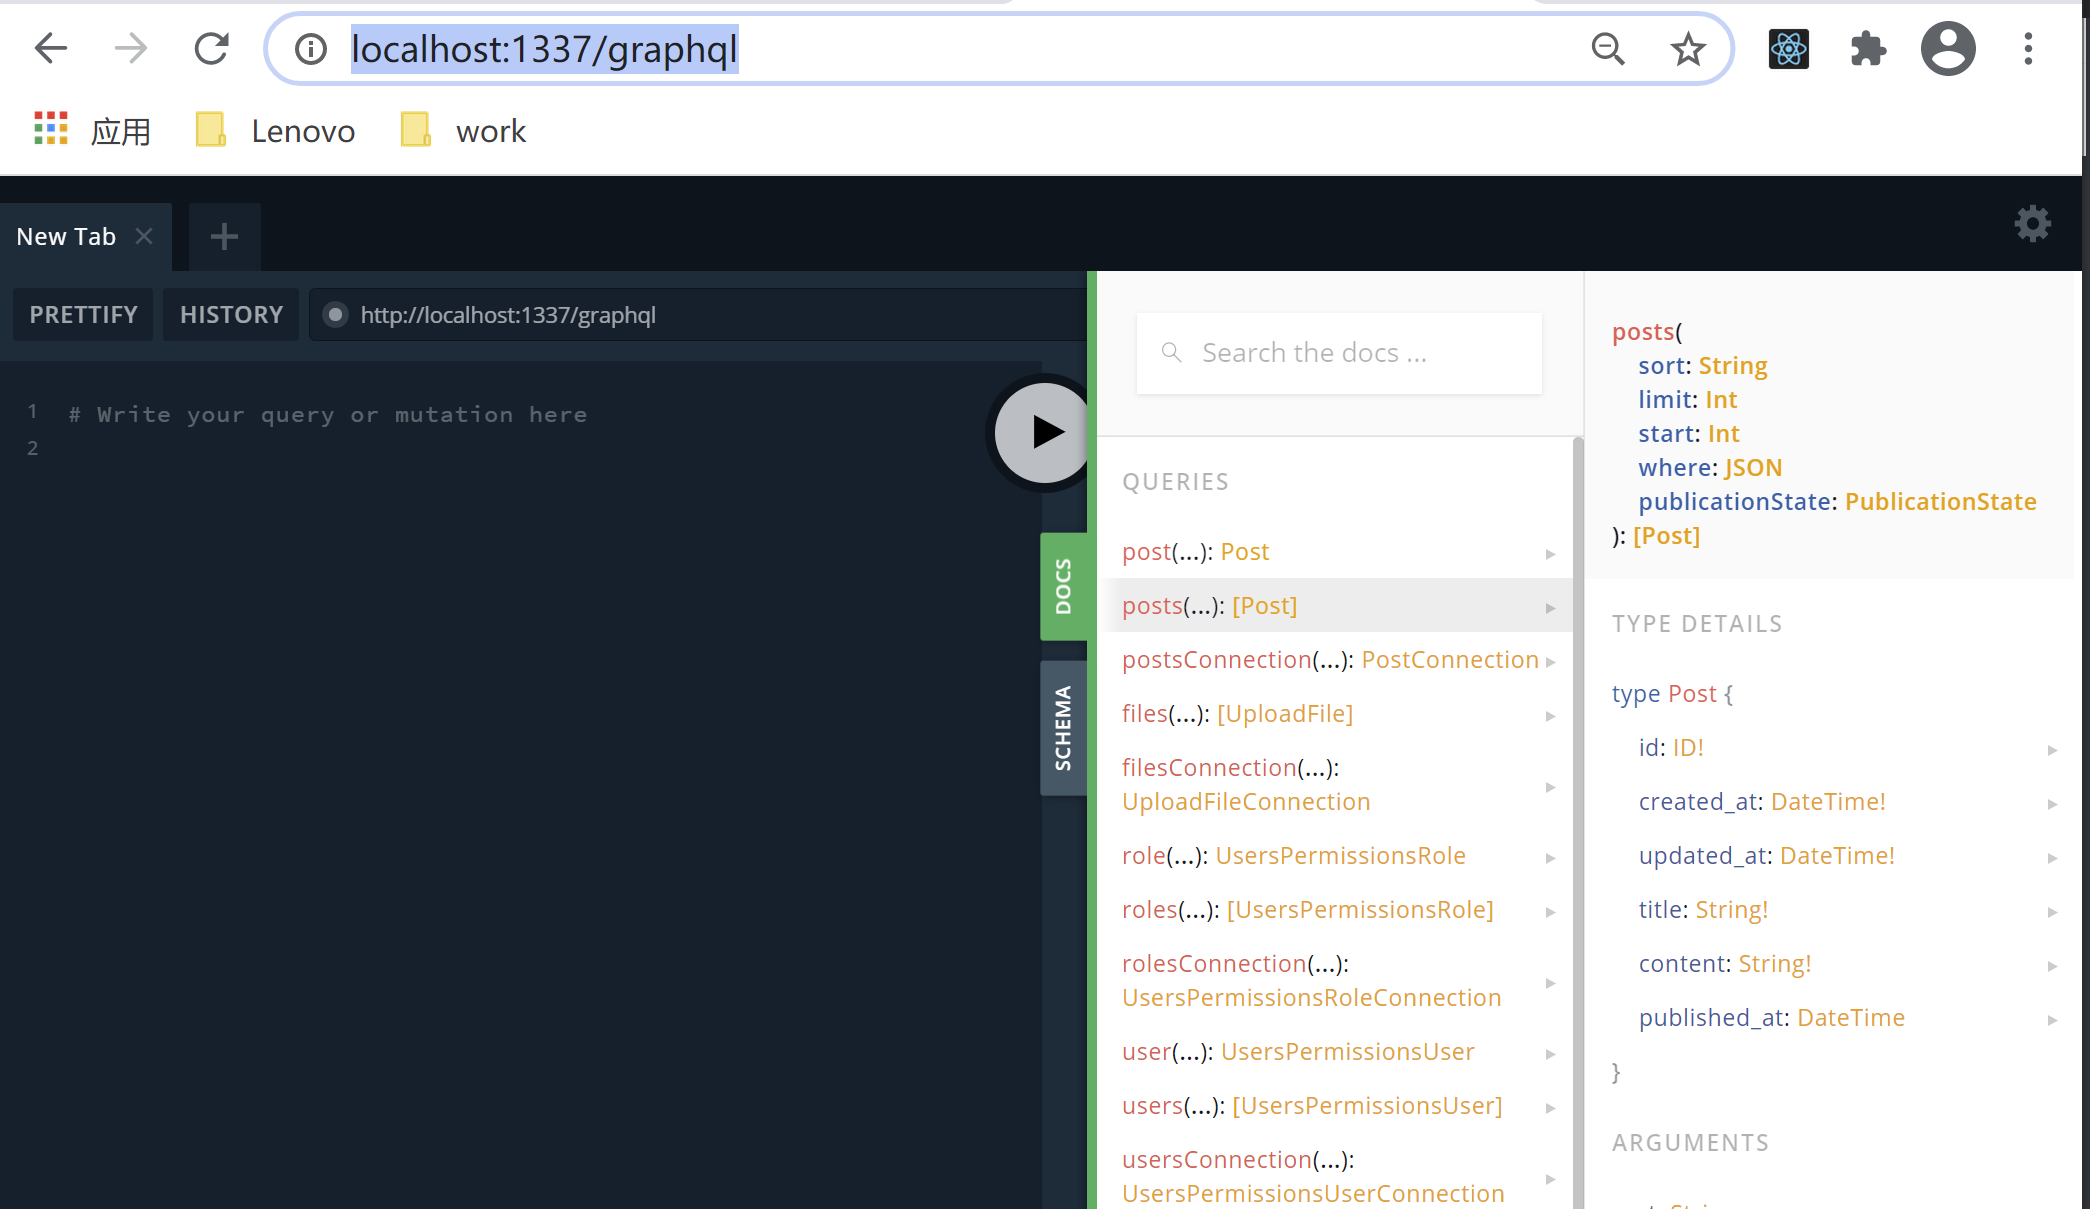 localhost:1337/graphql
应用 Lenovo work
New Tab
PRETTIFY HISTORY http://localhost:1337/graphql
1 # Write your query or mutation here
2
DOCS
SCHEMA
Search the docs ...
QUERIES
post(...): Post
posts(...): [Post]
postsConnection(...): PostConnection
files(...): [UploadFile]
filesConnection(...):
UploadFileConnection
role(...): UsersPermissionsRole
roles(...): [UsersPermissionsRole]
rolesConnection(...):
UsersPermissionsRoleConnection
user(...): UsersPermissionsUser
users(...): [UsersPermissionsUser]
usersConnection(...):
UsersPermissionsUserConnection
posts(
sort: String
limit: Int
start: Int
where: JSON
publicationState: PublicationState
): [Post]
TYPE DETAILS
type Post {
id: ID!
created_at: DateTime!
updated_at: DateTime!
title: String!
content: String!
published_at: DateTime
}
ARGUMENTS